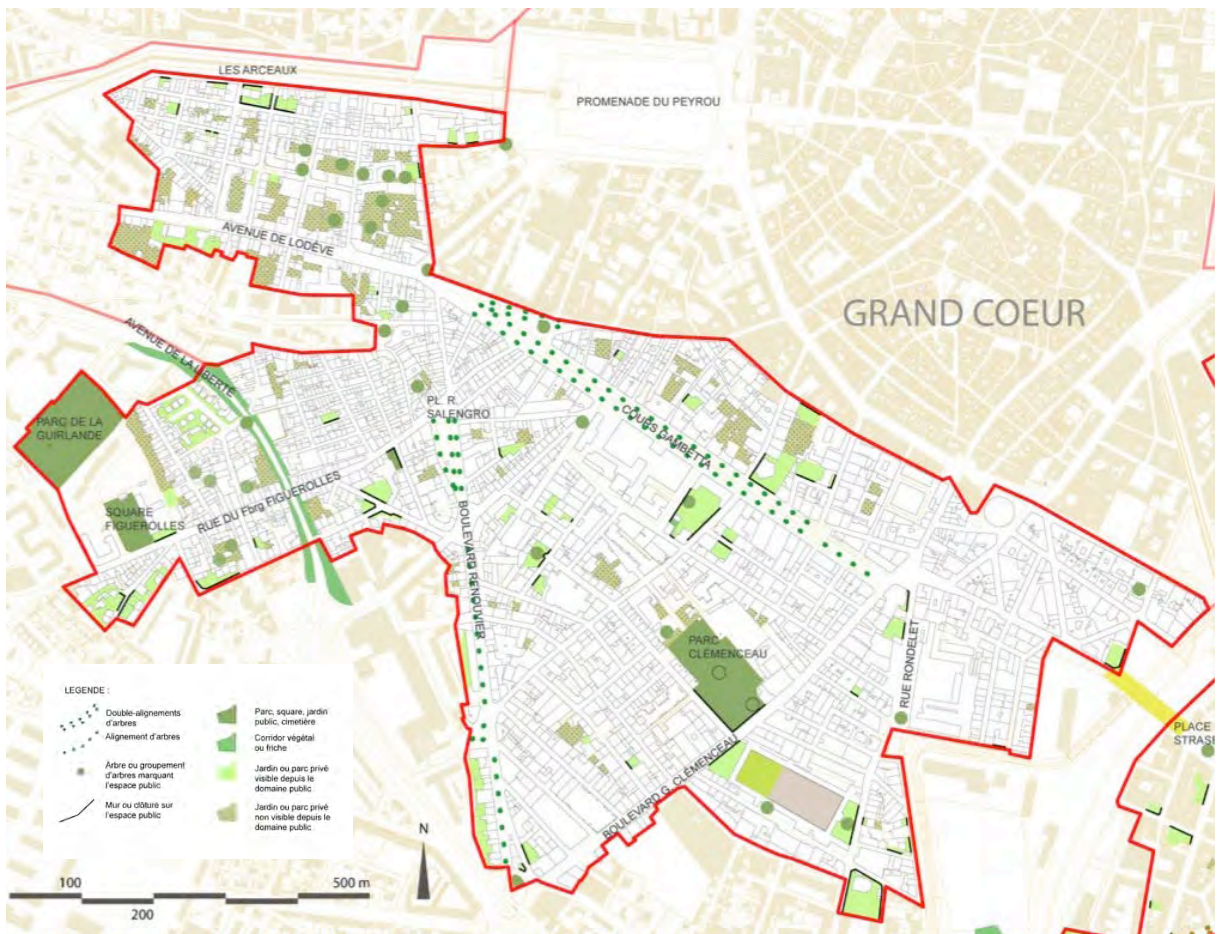 LES ARCEAUX
PROMENADE DU PEYROU
AVENUE DE LODÈVE
GRAND COEUR
AVENUE DE LA LIBERTÉ
PARC DE LA
GUIRLANDE
PL. R.
SALENGRO
COURS GAMBETTA
SQUARE
FIGUEROLLES
RUE DU Fbrg FIGUEROLLES
BOULEVARD RENOUVIER
PARC
CLÉMENCEAU
RUE RONDELET
BOULEVARD G. CLÉMENCEAU
PLACE
STRAS
LEGENDE :
Double-alignements
d'arbres
Alignement d'arbres
Arbre ou groupement
d'arbres marquant
l'espace public
Mur ou clôture sur
l'espace public
Parc, square, jardin
public, cimetière
Corridor végétal
ou friche
Jardin ou parc privé
visible depuis le
domaine public
Jardin ou parc privé
non visible depuis le
domaine public
N
100
500 m
200